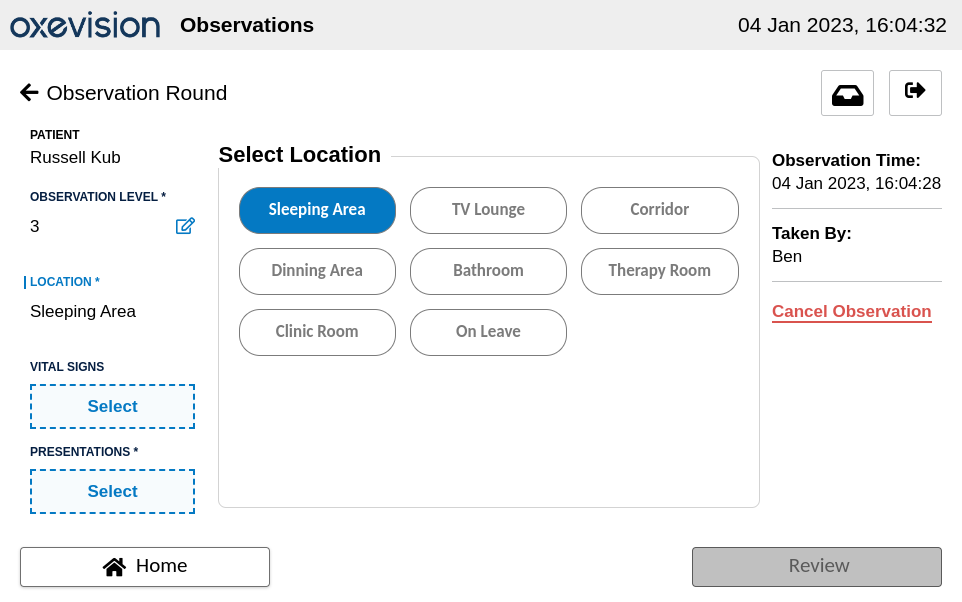 oxevision Observations 04 Jan 2023, 16:04:32
Observation Round
PATIENT
Russell Kub
OBSERVATION LEVEL *
3
LOCATION *
Sleeping Area
VITAL SIGNS
Select
PRESENTATIONS *
Select
Select Location
Sleeping Area TV Lounge Corridor
Dinning Area Bathroom Therapy Room
Clinic Room On Leave
Observation Time:
04 Jan 2023, 16:04:28
Taken By:
Ben
Cancel Observation
Home Review